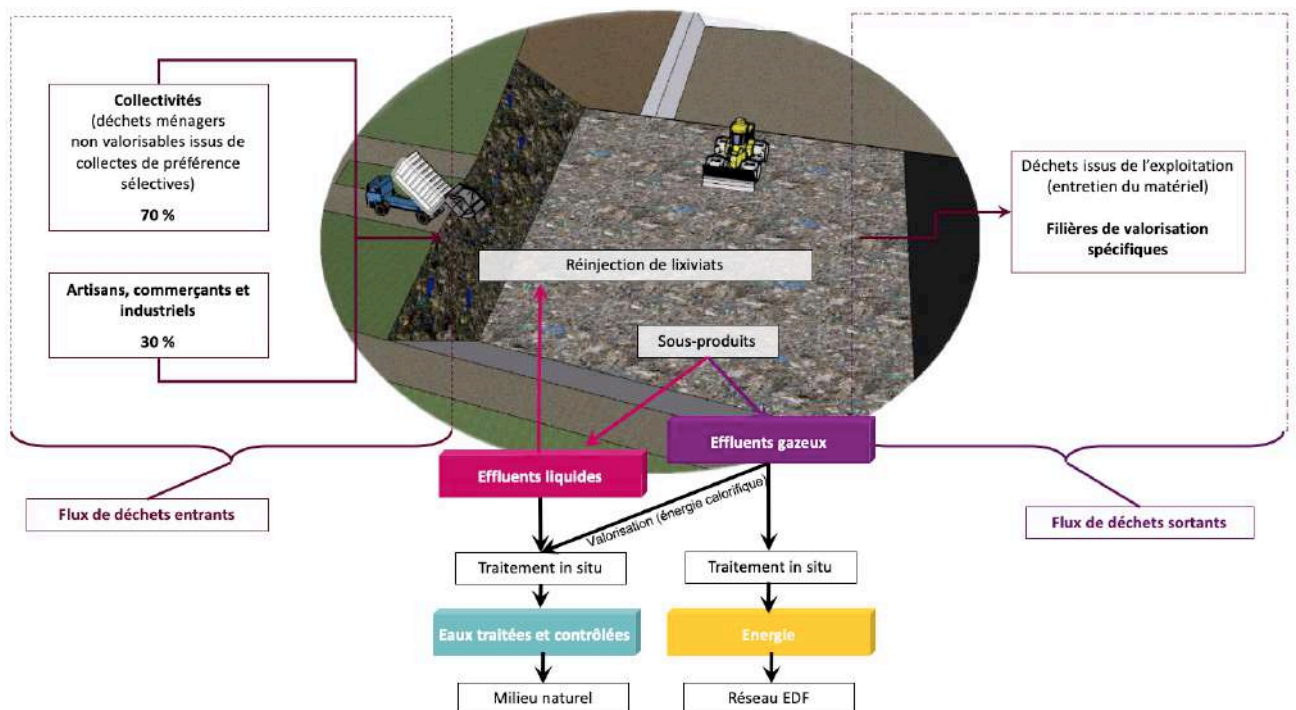 Collectivités
(déchets ménagers
non valorisables issus de
collectes de préférence
sélectives)
70 %
Artisans, commerçants et
industriels
30 %
Flux de déchets entrants
Réinjection de lixiviats
Sous-produits
Déchets issus de l'exploitation
(entretien du matériel)
Filières de valorisation
spécifiques
Flux de déchets sortants
Effluents gazeux
Effluents liquides
Valorisation (énergie calorifique)
Traitement in situ
Traitement in situ
Eaux traitées et contrôlées
Energie
Milieu naturel
Réseau EDF